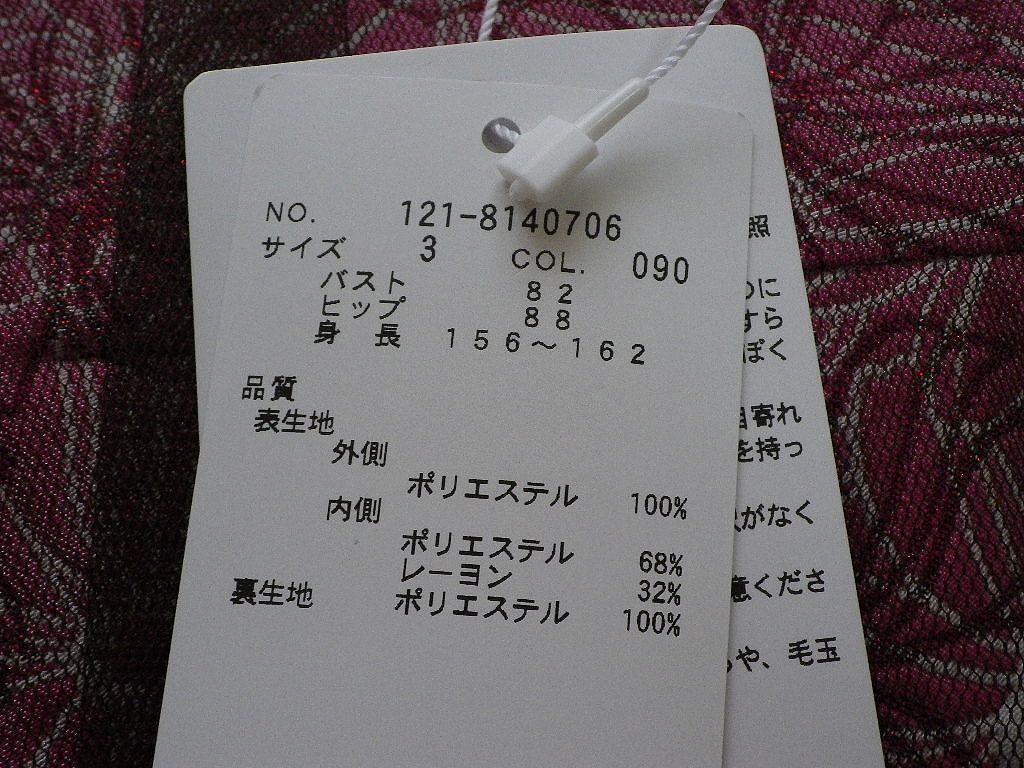 NO. 121-8140706
サイズ 3 COL. 090
バスト 82
ヒップ 88
身長 156～162
品質
表生地
外側
ポリエステル 100%
内側
ポリエステル 68%
レーヨン 32%
裏生地 ポリエステル 100%
照
に
すら
ぽく
寄れ
を持つ
がなく
意くださ
や、毛玉